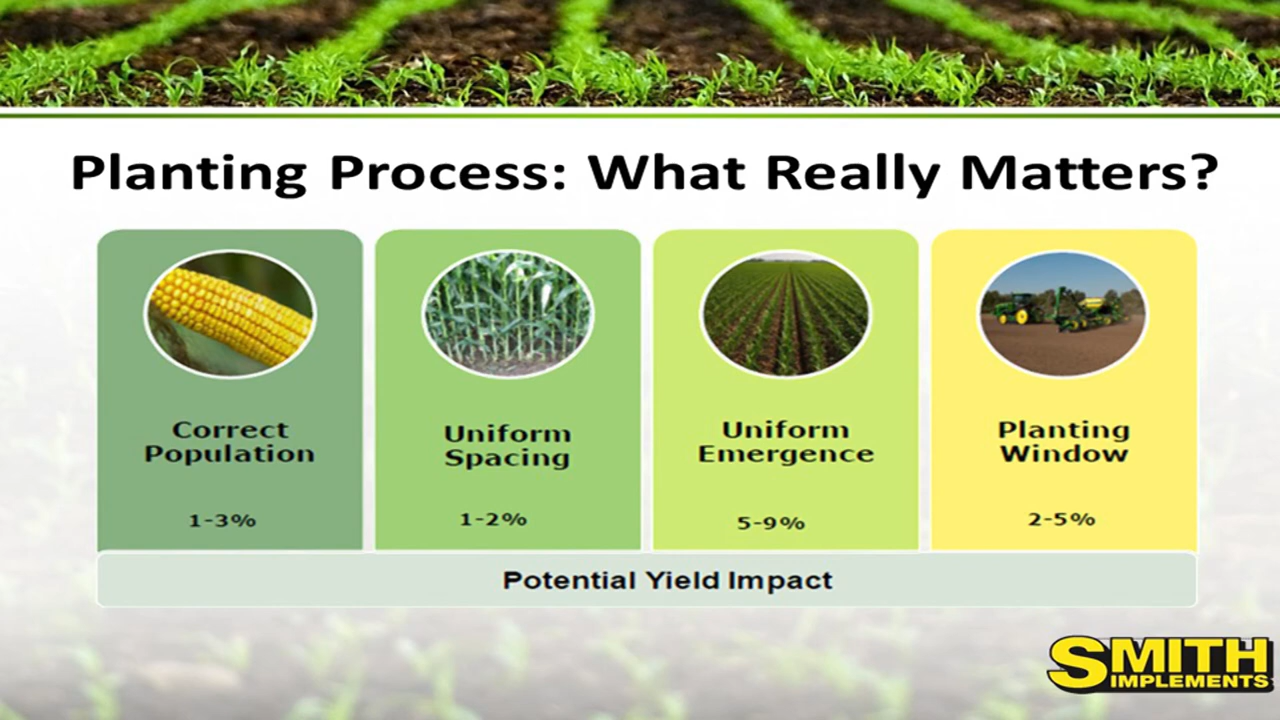 Planting Process: What Really Matters?
Correct
Population
1-3%
Uniform
Spacing
1-2%
Uniform
Emergence
5-9%
Planting
Window
2-5%
Potential Yield Impact
SMITH
IMPLEMENTS